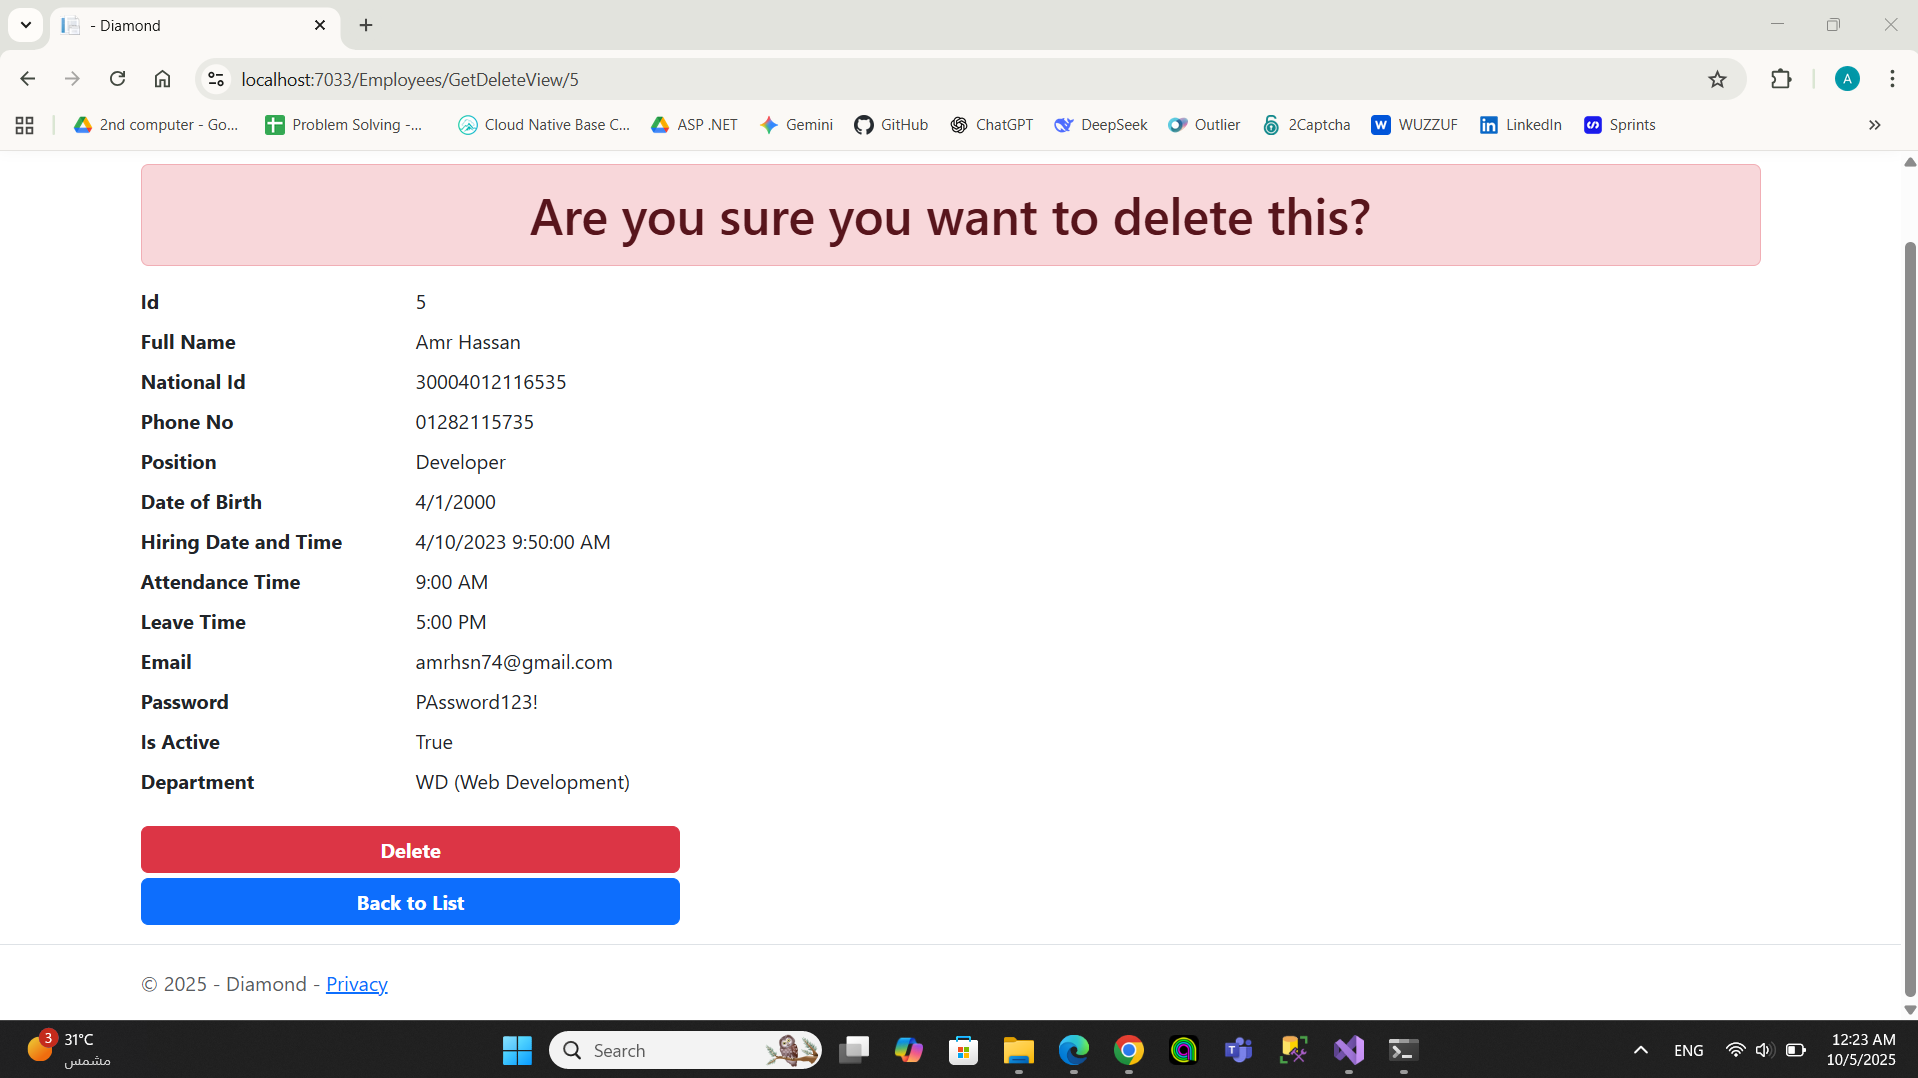 - Diamond
localhost:7033/Employees/GetDeleteView/5
A
2nd computer - Go... Problem Solving -... Cloud Native Base C... ASP .NET Gemini GitHub ChatGPT DeepSeek Outlier 2Captcha WUZZUF LinkedIn Sprints
Are you sure you want to delete this?
Id 5
Full Name Amr Hassan
National Id 30004012116535
Phone No 01282115735
Position Developer
Date of Birth 4/1/2000
Hiring Date and Time 4/10/2023 9:50:00 AM
Attendance Time 9:00 AM
Leave Time 5:00 PM
Email amrhsn74@gmail.com
Password PAssword123!
Is Active True
Department WD (Web Development)
Delete
Back to List
© 2025 - Diamond - Privacy
3 31°C
مشمس
Search
ENG
12:23 AM
10/5/2025